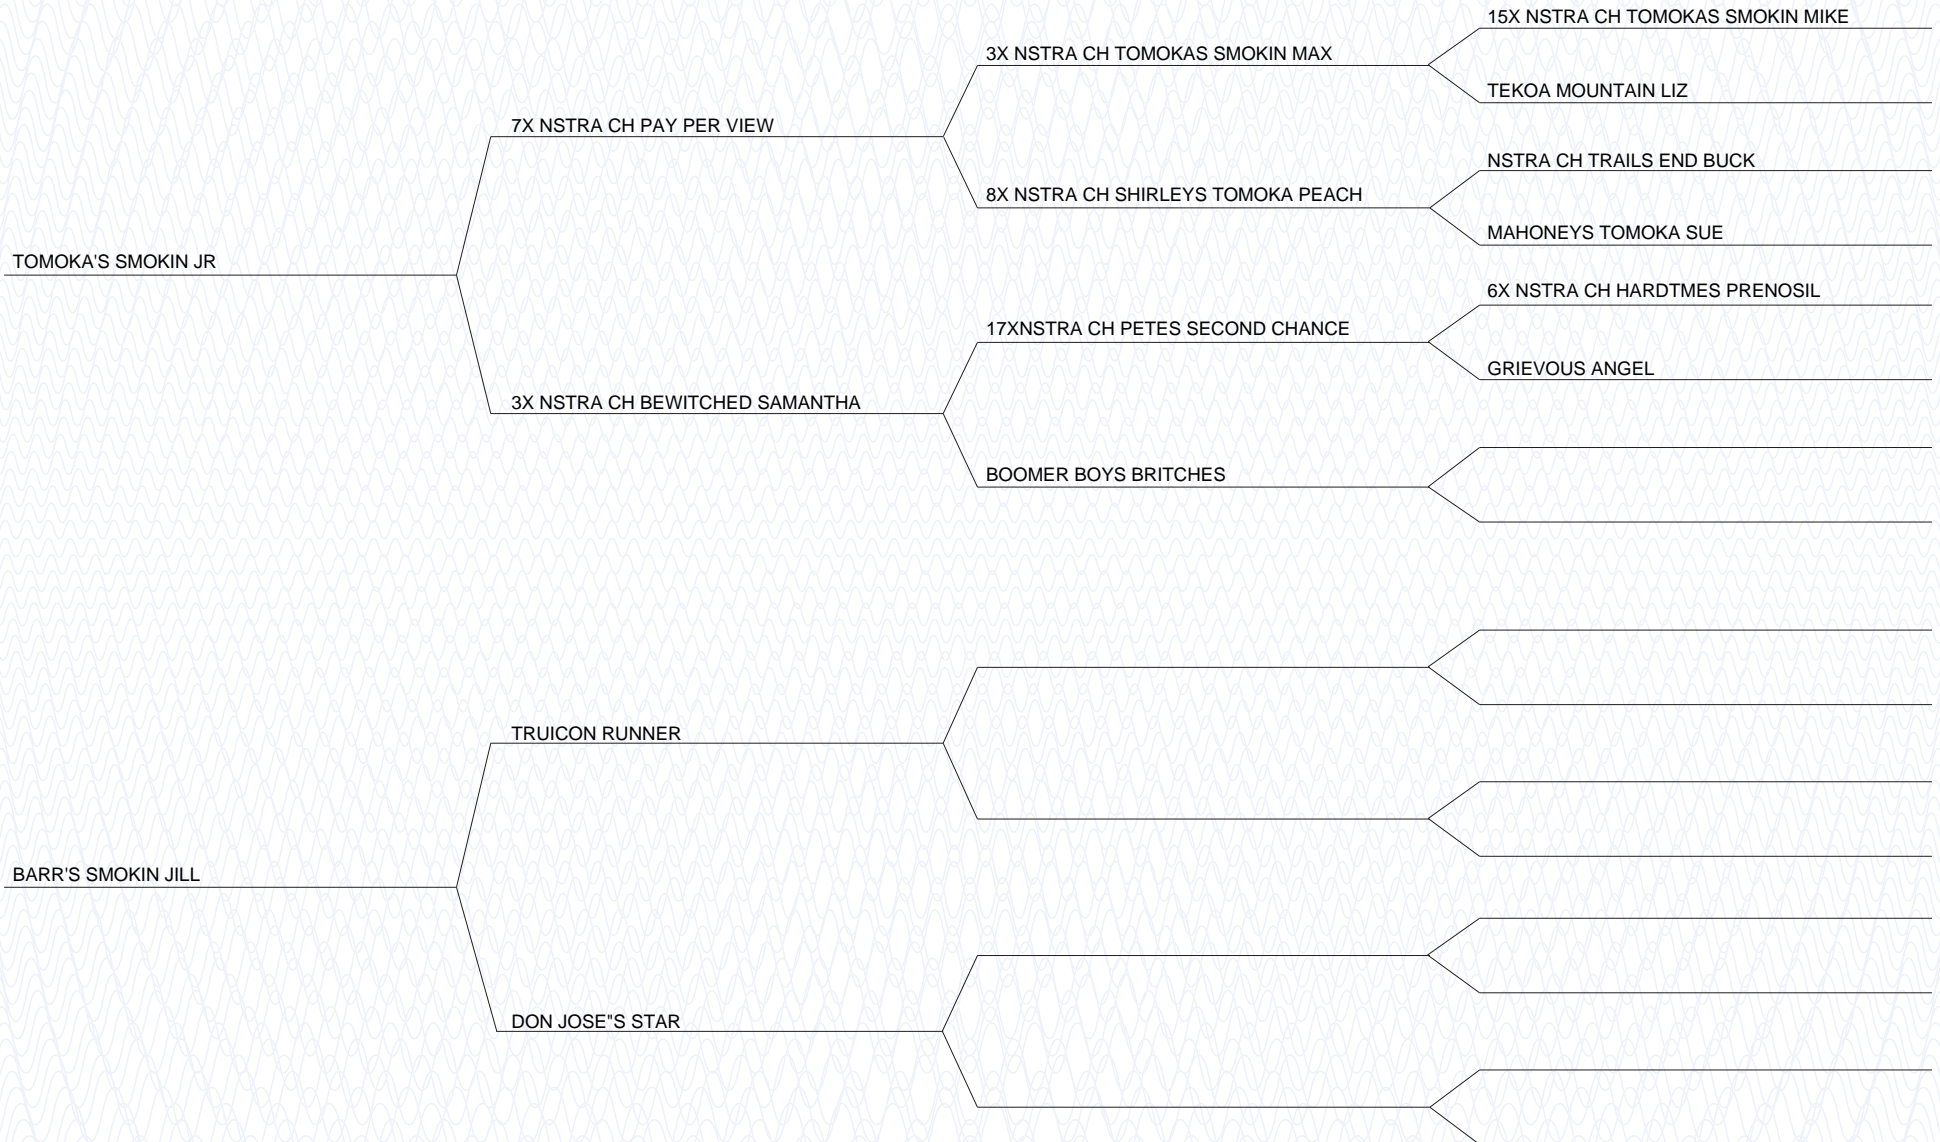 15X NSTRA CH TOMOKAS SMOKIN MIKE
3X NSTRA CH TOMOKAS SMOKIN MAX
TEKOA MOUNTAIN LIZ
7X NSTRA CH PAY PER VIEW
NSTRA CH TRAILS END BUCK
8X NSTRA CH SHIRLEYS TOMOKA PEACH
MAHONEYS TOMOKA SUE
TOMOKA'S SMOKIN JR
6X NSTRA CH HARDTMES PRENOSIL
17XNSTRA CH PETES SECOND CHANCE
GRIEVOUS ANGEL
3X NSTRA CH BEWITCHED SAMANTHA
BOOMER BOYS BRITCHES
TRUICON RUNNER
BARR'S SMOKIN JILL
DON JOSE"S STAR